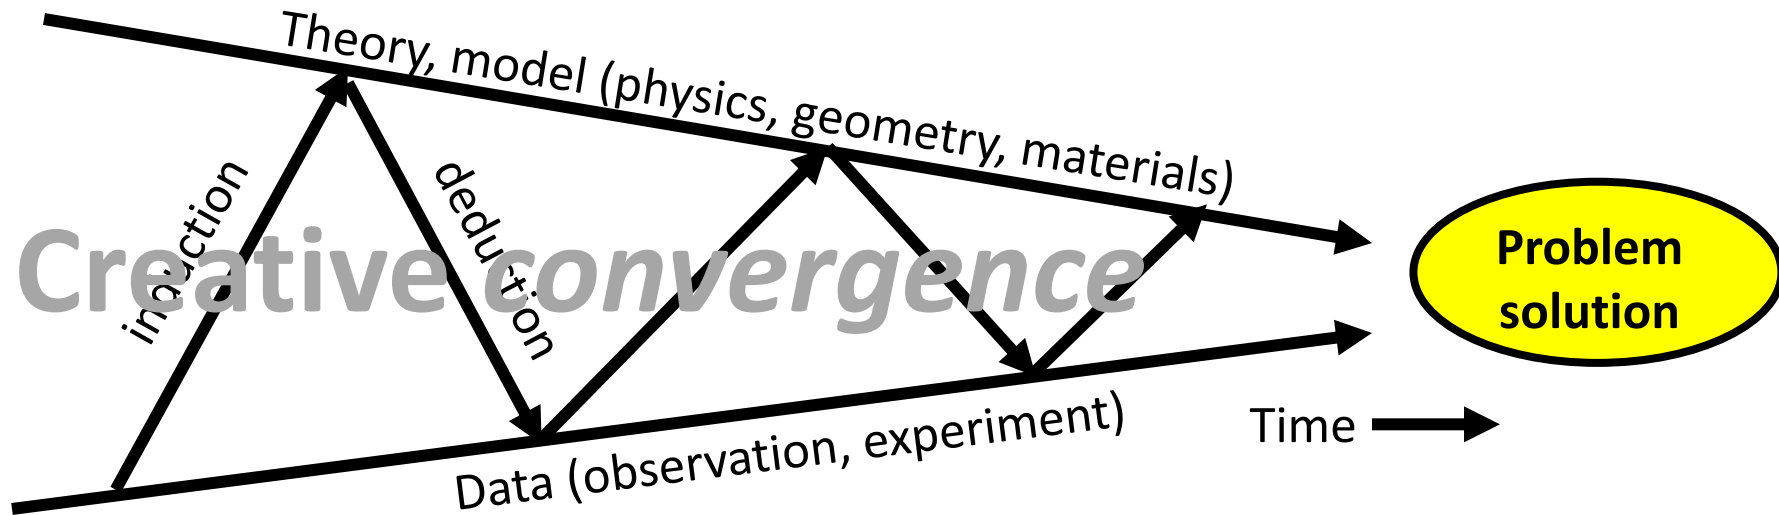 Theory, model (physics, geometry, materials)
induction
deduction
Creative convergence
Problem
solution
Data (observation, experiment)
Time